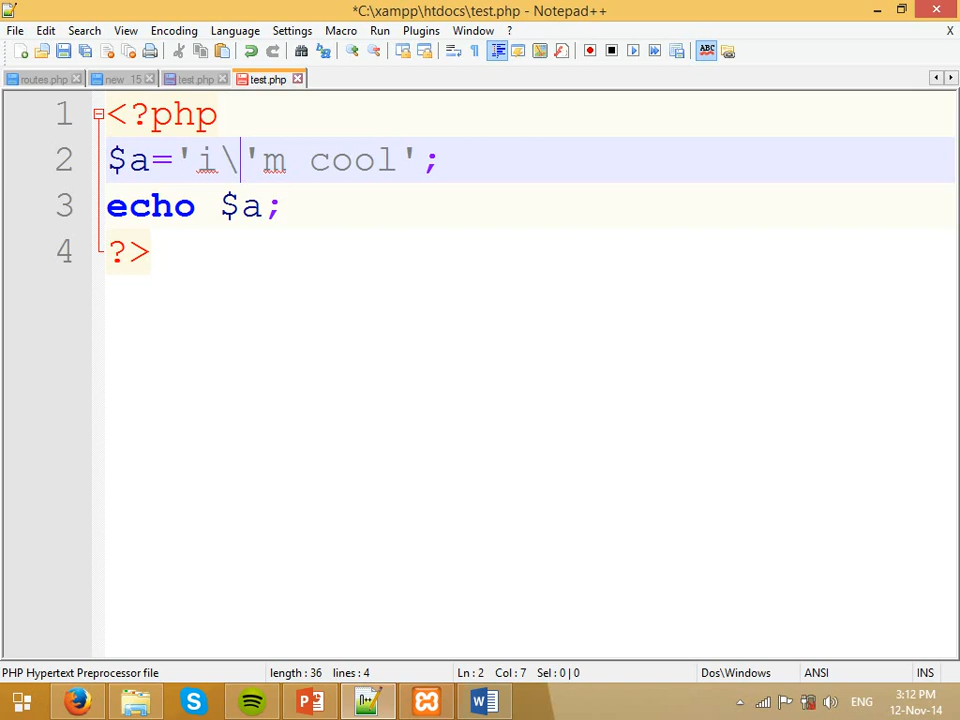 *C:\xampp\htdocs\test.php - Notepad++
File Edit Search View Encoding Language Settings Macro Run Plugins Window ? X
routes.php new 15 test.php test.php
1 <?php
2 $a='i\'m cool';
3 echo $a;
4 ?>
PHP Hypertext Preprocessor file length : 36 lines : 4 Ln : 2 Col : 7 Sel : 0 | 0 Dos\Windows ANSI INS
ENG 3:12 PM
12-Nov-14